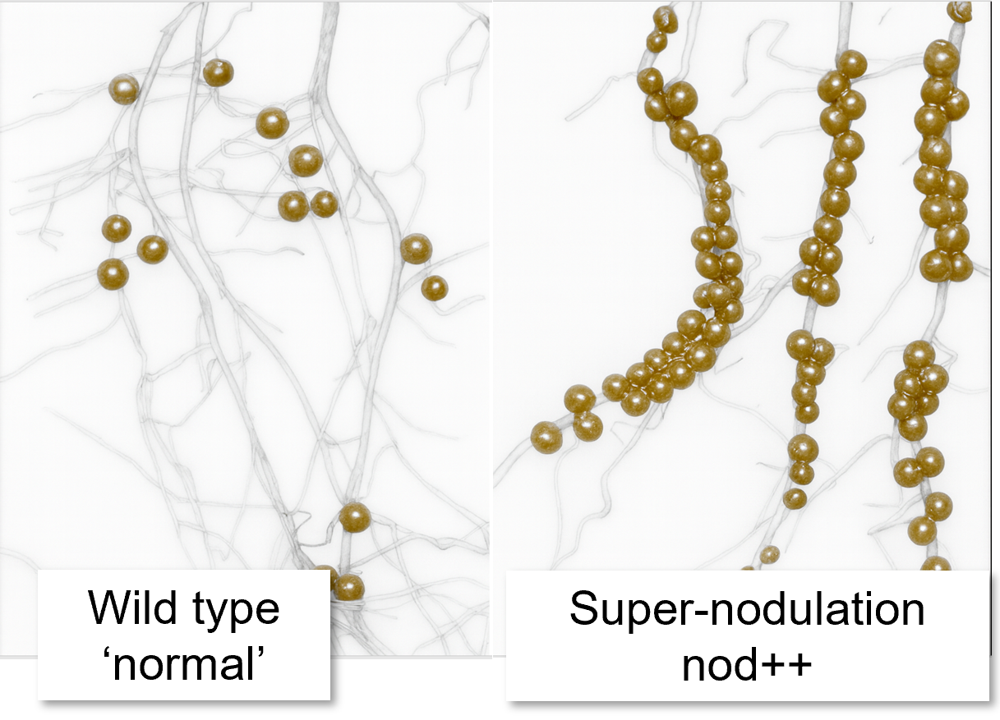 Wild type
‘normal’
Super-nodulation
nod++